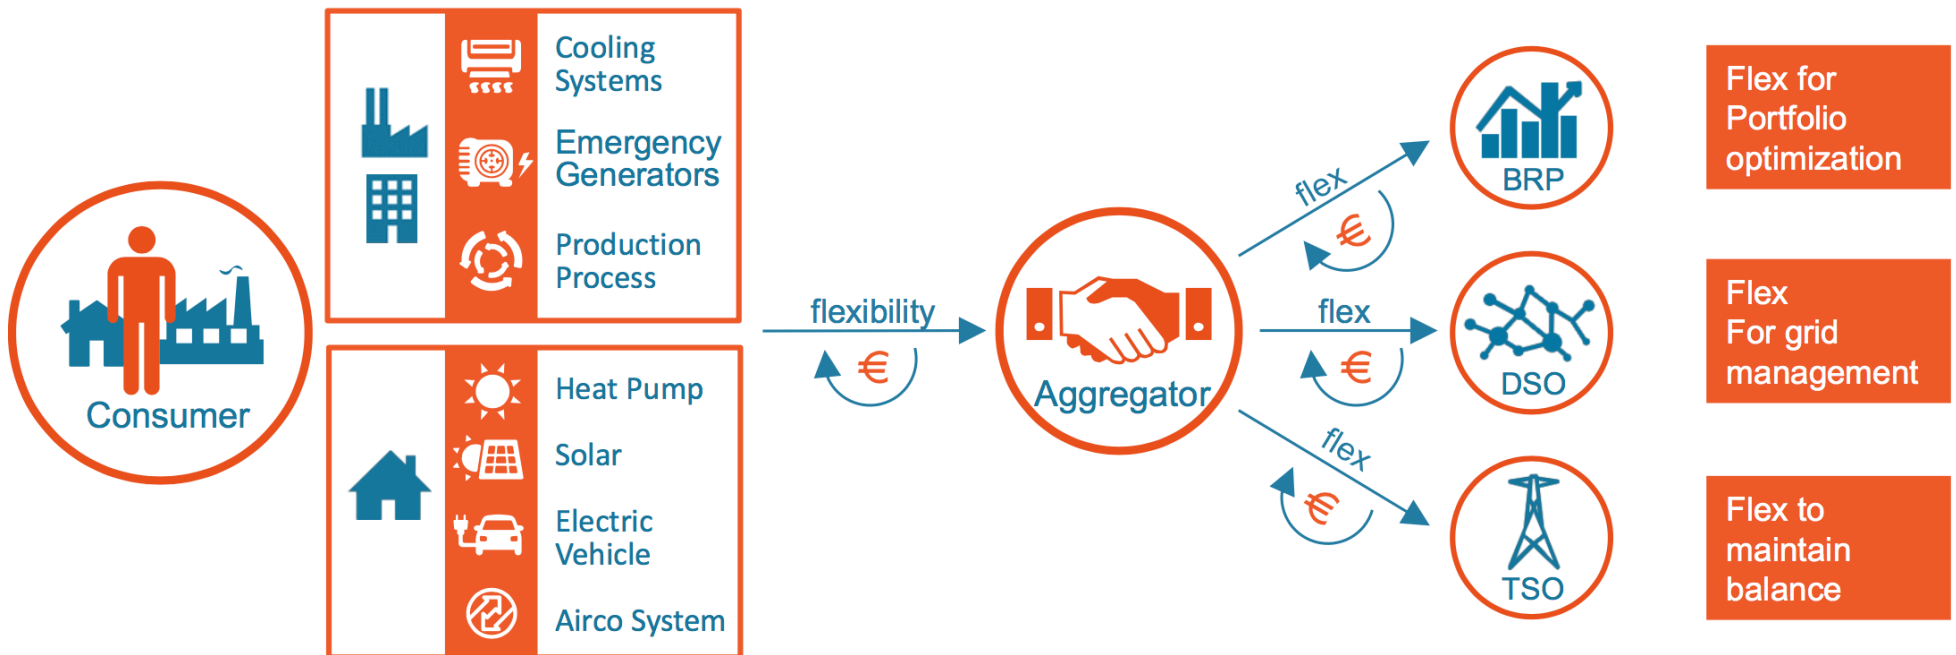 Consumer
Cooling
Systems
Emergency
Generators
Production
Process
Heat Pump
Solar
Electric
Vehicle
Airco System
flexibility
€
Aggregator
flex
€
flex
€
flex
€
BRP
DSO
TSO
Flex for
Portfolio
optimization
Flex
For grid
management
Flex to
maintain
balance